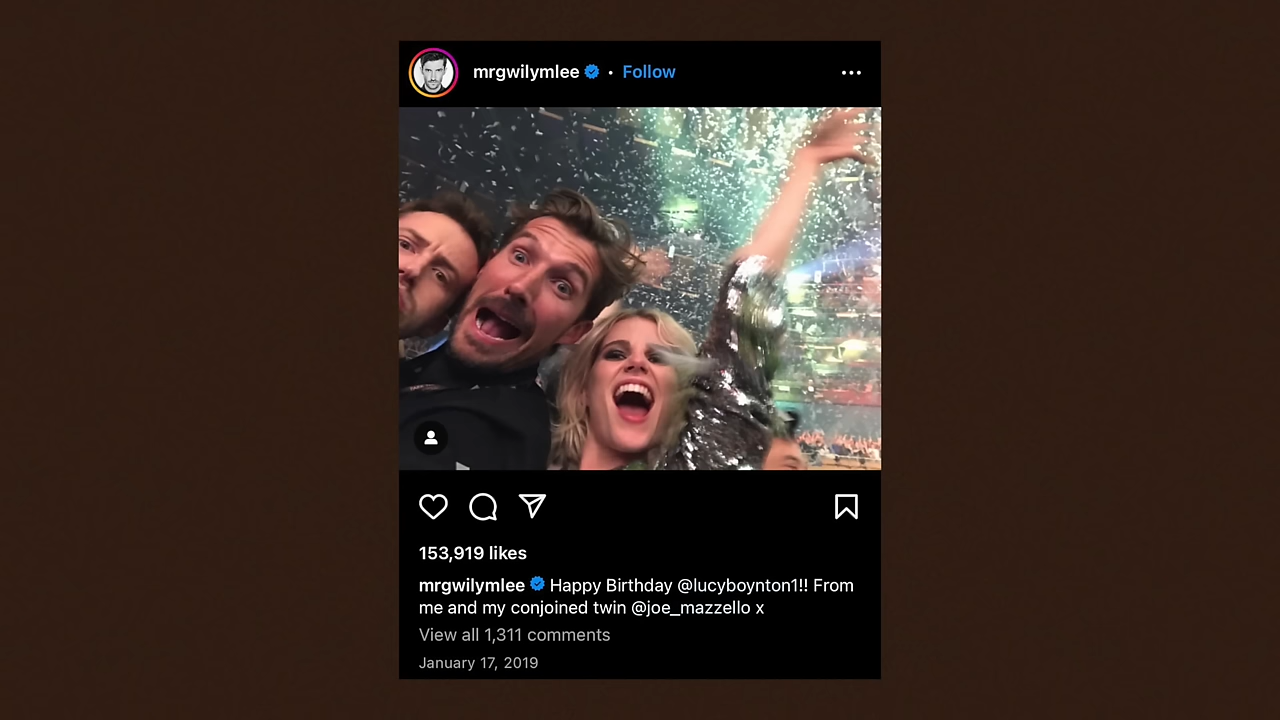 mrgwilymlee • Follow
153,919 likes
mrgwilymlee Happy Birthday @lucyboynton1!! From
me and my conjoined twin @joe_mazzello x
View all 1,311 comments
January 17, 2019